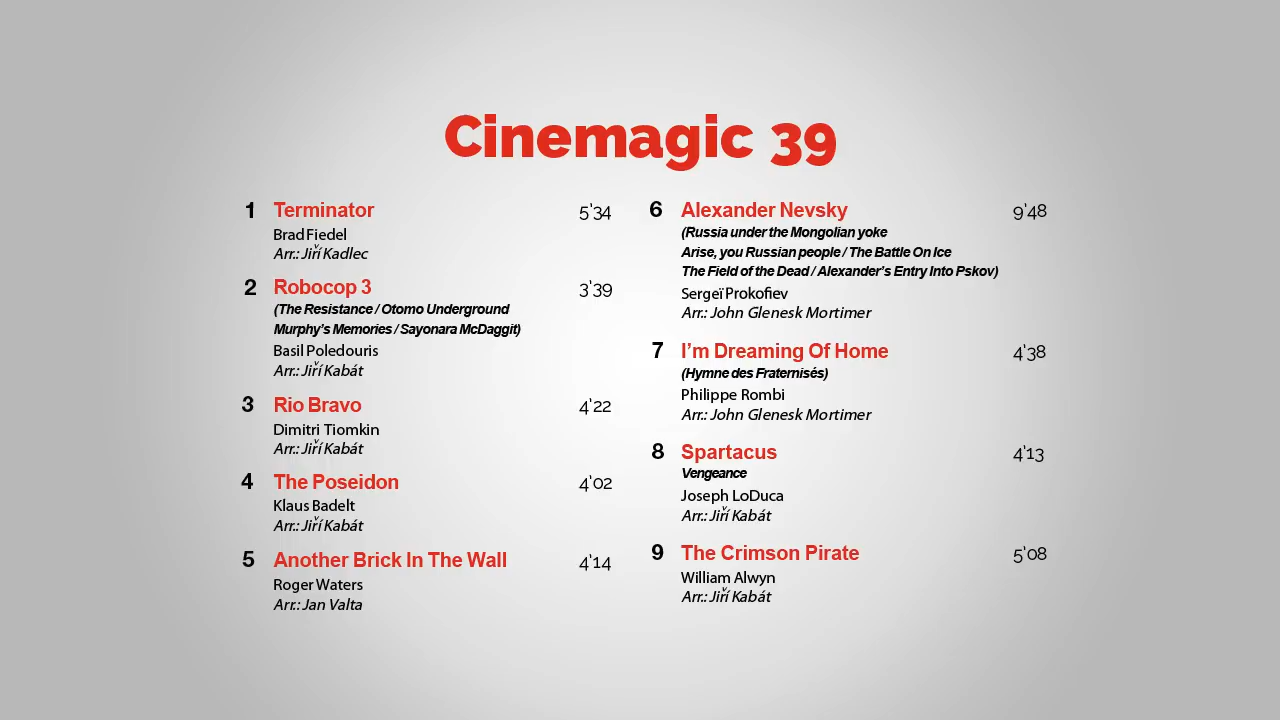 Cinemagic 39
1 Terminator 5'34
Brad Fiedel
Arr.: Jiří Kadlec
2 Robocop 3 3'39
(The Resistance / Otomo Underground
Murphy's Memories / Sayonara McDaggit)
Basil Poledouris
Arr.: Jiří Kabát
3 Rio Bravo 4'22
Dimitri Tiomkin
Arr.: Jiří Kabát
4 The Poseidon 4'02
Klaus Badelt
Arr.: Jiří Kabát
5 Another Brick In The Wall 4'14
Roger Waters
Arr.: Jan Valta
6 Alexander Nevsky 9'48
(Russia under the Mongolian yoke
Arise, you Russian people / The Battle On Ice
The Field of the Dead / Alexander's Entry Into Pskov)
Sergeï Prokofiev
Arr.: John Glenesk Mortimer
7 I'm Dreaming Of Home 4'38
(Hymne des Fraternisés)
Philippe Rombi
Arr.: John Glenesk Mortimer
8 Spartacus 4'13
Vengeance
Joseph LoDuca
Arr.: Jiří Kabát
9 The Crimson Pirate 5'08
William Alwyn
Arr.: Jiří Kabát